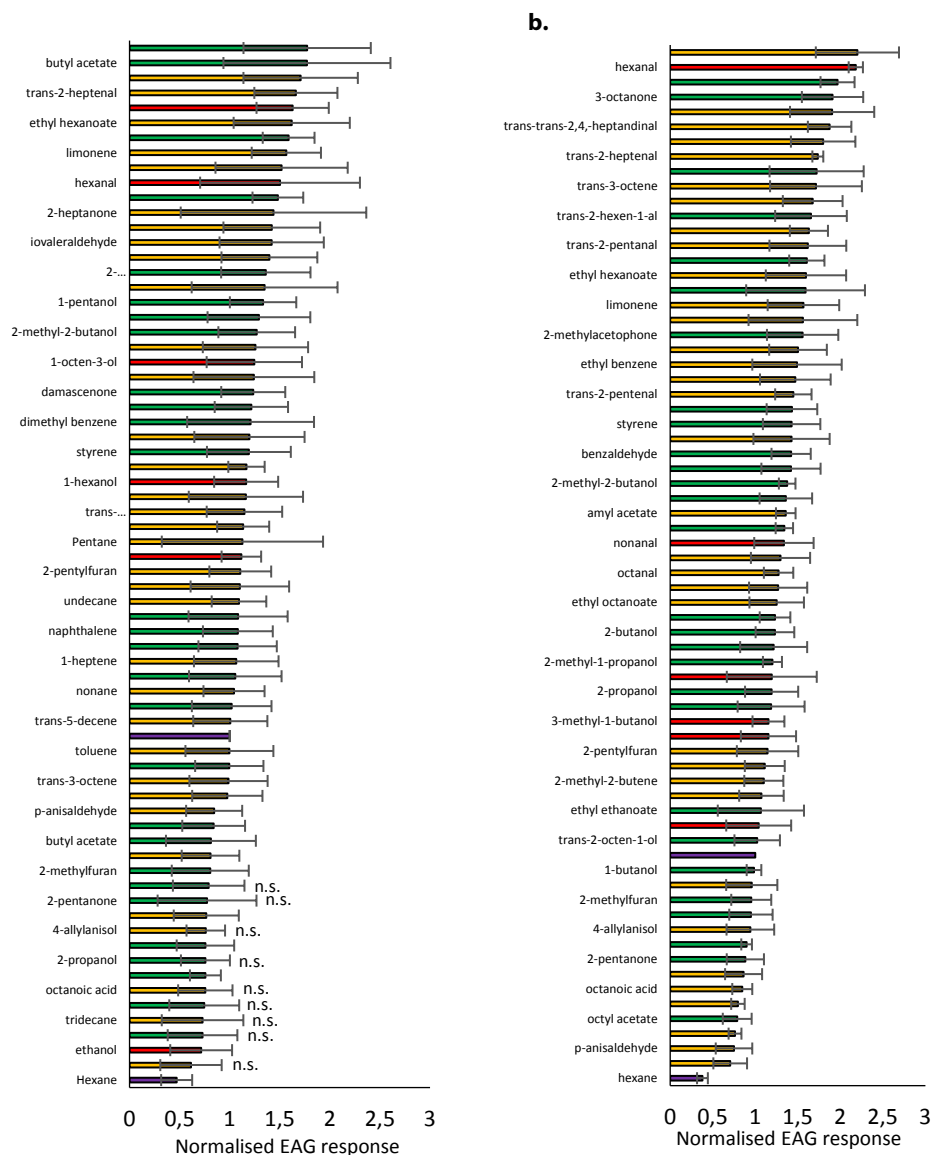 b.
butyl acetate
trans-2-heptenal
ethyl hexanoate
limonene
hexanal
2-heptanone
iovaleraldehyde
2-...
1-pentanol
2-methyl-2-butanol
1-octen-3-ol
damascenone
dimethyl benzene
styrene
1-hexanol
trans-...
Pentane
2-pentylfuran
undecane
naphthalene
1-heptene
nonane
trans-5-decene
toluene
trans-3-octene
p-anisaldehyde
butyl acetate
2-methylfuran
n.s.
2-pentanone
n.s.
4-allylanisol
n.s.
2-propanol
n.s.
octanoic acid
n.s.
n.s.
tridecane
n.s.
n.s.
ethanol
n.s.
Hexane
0 0,5 1 1,5 2 2,5 3
Normalised EAG response
hexanal
3-octanone
trans-trans-2,4,-heptandinal
trans-2-heptenal
trans-3-octene
trans-2-hexen-1-al
trans-2-pentanal
ethyl hexanoate
limonene
2-methylacetophone
ethyl benzene
trans-2-pentenal
styrene
benzaldehyde
2-methyl-2-butanol
amyl acetate
nonanal
octanal
ethyl octanoate
2-butanol
2-methyl-1-propanol
2-propanol
3-methyl-1-butanol
2-pentylfuran
2-methyl-2-butene
ethyl ethanoate
trans-2-octen-1-ol
1-butanol
2-methylfuran
4-allylanisol
2-pentanone
octanoic acid
octyl acetate
p-anisaldehyde
hexane
0 0,5 1 1,5 2 2,5 3
Normalised EAG response